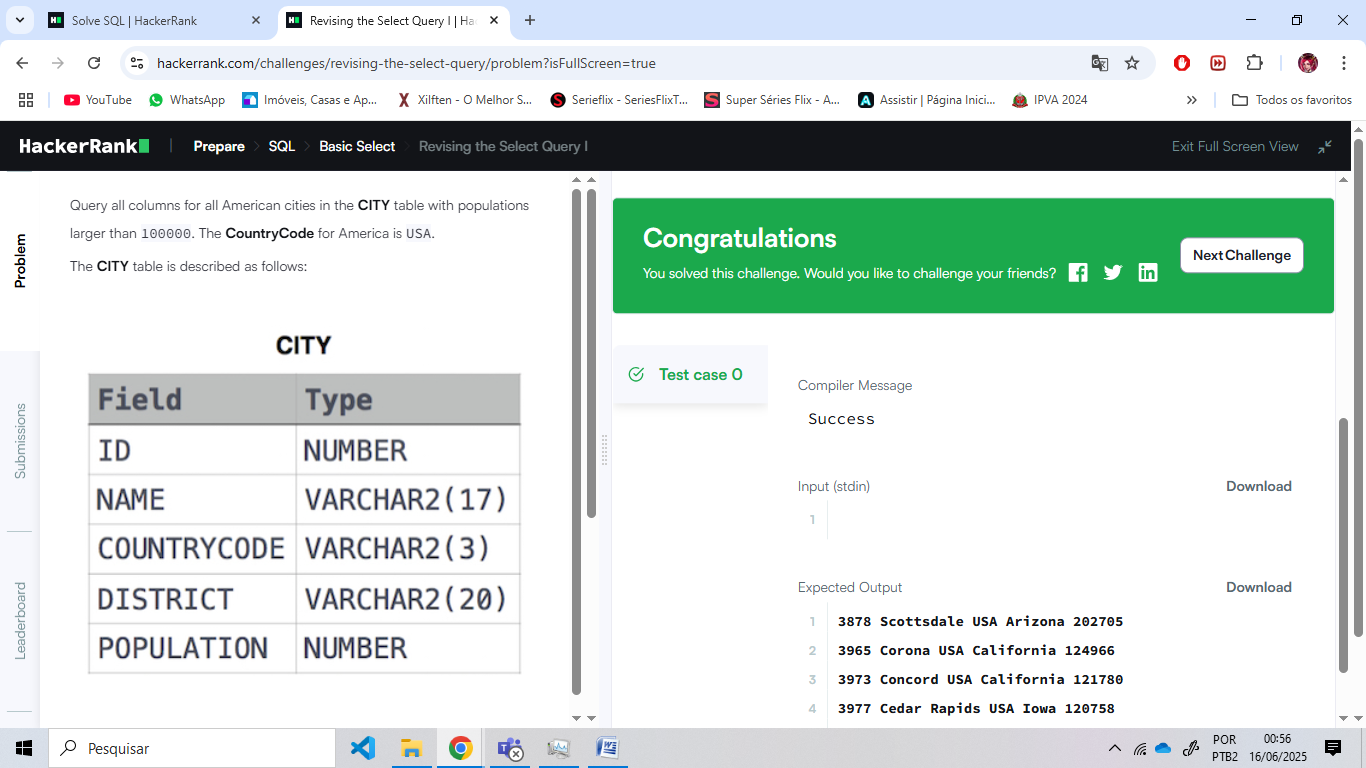 Solve SQL | HackerRank
Revising the Select Query I | Ha
hackerrank.com/challenges/revising-the-select-query/problem?isFullScreen=true
YouTube
WhatsApp
Imóveis, Casas e Ap...
Xilften - O Melhor S...
Serieflix - SeriesFlixT...
Super Séries Flix - A...
Assistir | Página Inici...
IPVA 2024
Todos os favoritos
HackerRank
Prepare
SQL
Basic Select
Revising the Select Query I
Exit Full Screen View
Problem
Submissions
Leaderboard
Query all columns for all American cities in the CITY table with populations
larger than 100000. The CountryCode for America is USA.
The CITY table is described as follows:
CITY
Field Type
ID NUMBER
NAME VARCHAR2(17)
COUNTRYCODE VARCHAR2(3)
DISTRICT VARCHAR2(20)
POPULATION NUMBER
Congratulations
You solved this challenge. Would you like to challenge your friends?
Next Challenge
Test case 0
Compiler Message
Success
Input (stdin)
Download
1
Expected Output
Download
1 3878 Scottsdale USA Arizona 202705
2 3965 Corona USA California 124966
3 3973 Concord USA California 121780
4 3977 Cedar Rapids USA Iowa 120758
Pesquisar
POR
PTB2
00:56
16/06/2025